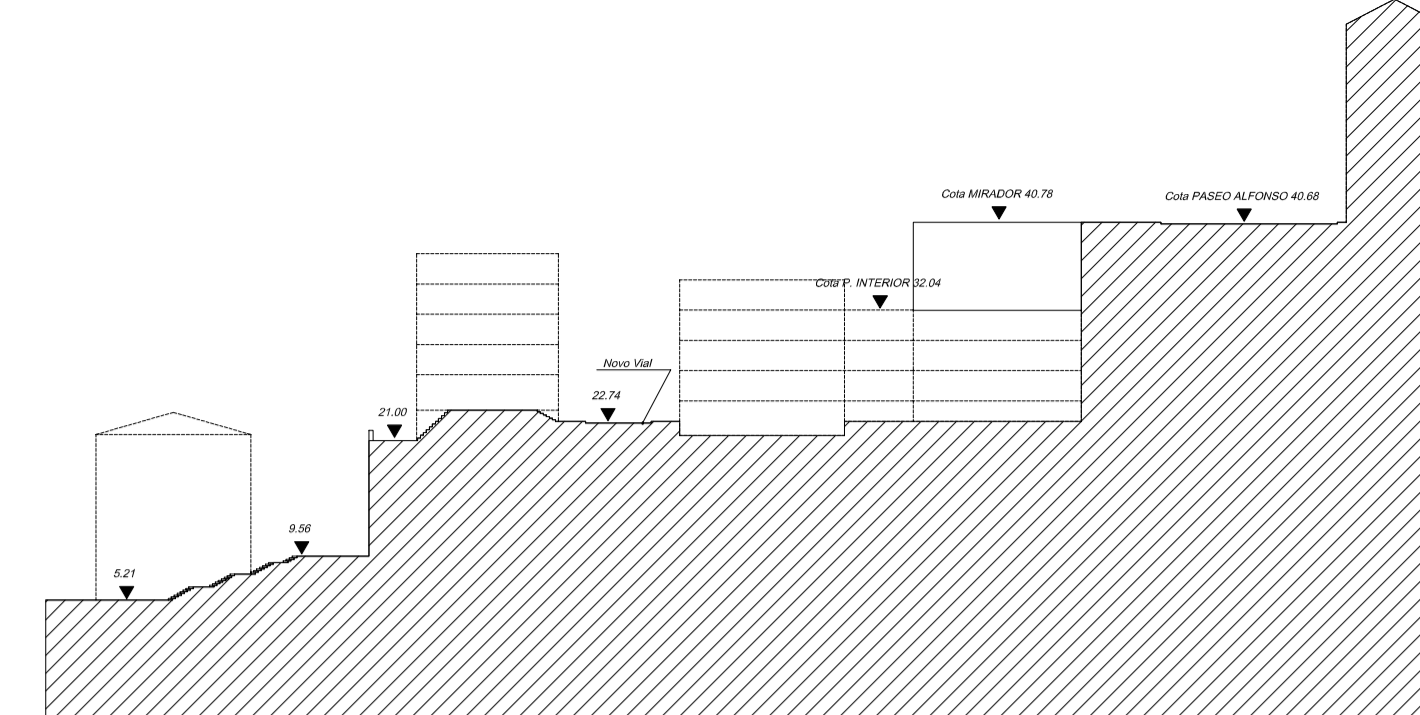 Cota MIRADOR 40.78
Cota PASEO ALFONSO 40.68
Cota P. INTERIOR 32.04
Novo Vial
22.74
21.00
9.56
5.21